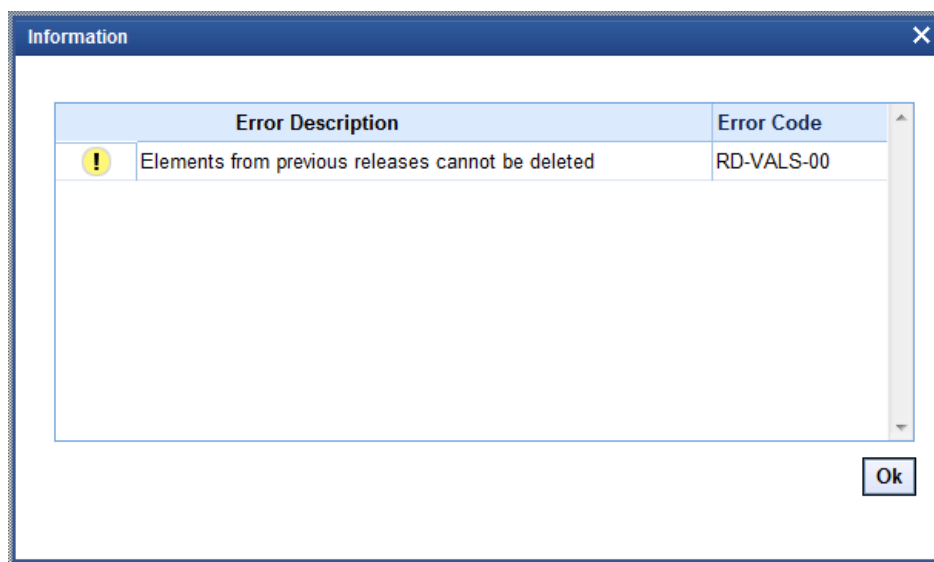 Information
Error Description Error Code
! Elements from previous releases cannot be deleted RD-VALS-00
Ok